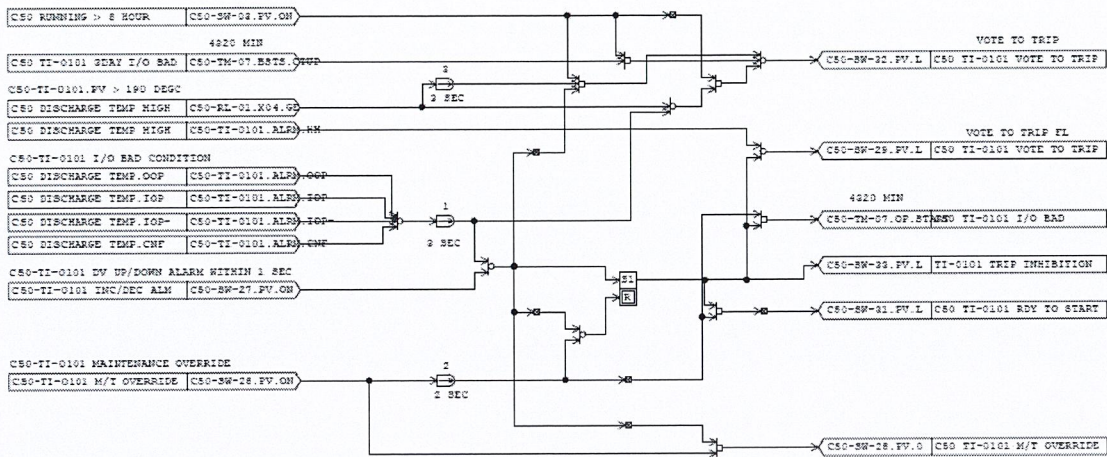 C50 RUNNING > 8 HOUR C50-SW-03.PV.ON
4320 MIN
C50 TI-0101 3DAY I/O BAD C50-TM-07.BSTS.CTUP
C50-TI-0101.PV > 190 DEGC
C50 DISCHARGE TEMP HIGH C50-RL-01.X04.GE
C50 DISCHARGE TEMP HIGH C50-TI-0101.ALRM.HH
C50-TI-0101 I/O BAD CONDITION
C50 DISCHARGE TEMP.OOP C50-TI-0101.ALRM.OOP
C50 DISCHARGE TEMP.IOP C50-TI-0101.ALRM.IOP
C50 DISCHARGE TEMP.IOP- C50-TI-0101.ALRM.IOP-
C50 DISCHARGE TEMP.CNF C50-TI-0101.ALRM.CNF
C50-TI-0101 DV UP/DOWN ALARM WITHIN 1 SEC
C50-TI-0101 INC/DEC ALM C50-SW-27.PV.ON
C50-TI-0101 MAINTENANCE OVERRIDE
C50-TI-0101 M/T OVERRIDE C50-SW-28.PV.ON
3
3 SEC
1
3 SEC
2
2 SEC
S1
R
VOTE TO TRIP
C50-SW-32.PV.L C50 TI-0101 VOTE TO TRIP
VOTE TO TRIP FL
C50-SW-29.PV.L C50 TI-0101 VOTE TO TRIP
4320 MIN
C50-TM-07.OP.START TI-0101 I/O BAD
C50-SW-33.PV.L TI-0101 TRIP INHIBITION
C50-SW-31.PV.L C50 TI-0101 RDY TO START
C50-SW-28.PV.0 C50 TI-0101 M/T OVERRIDE